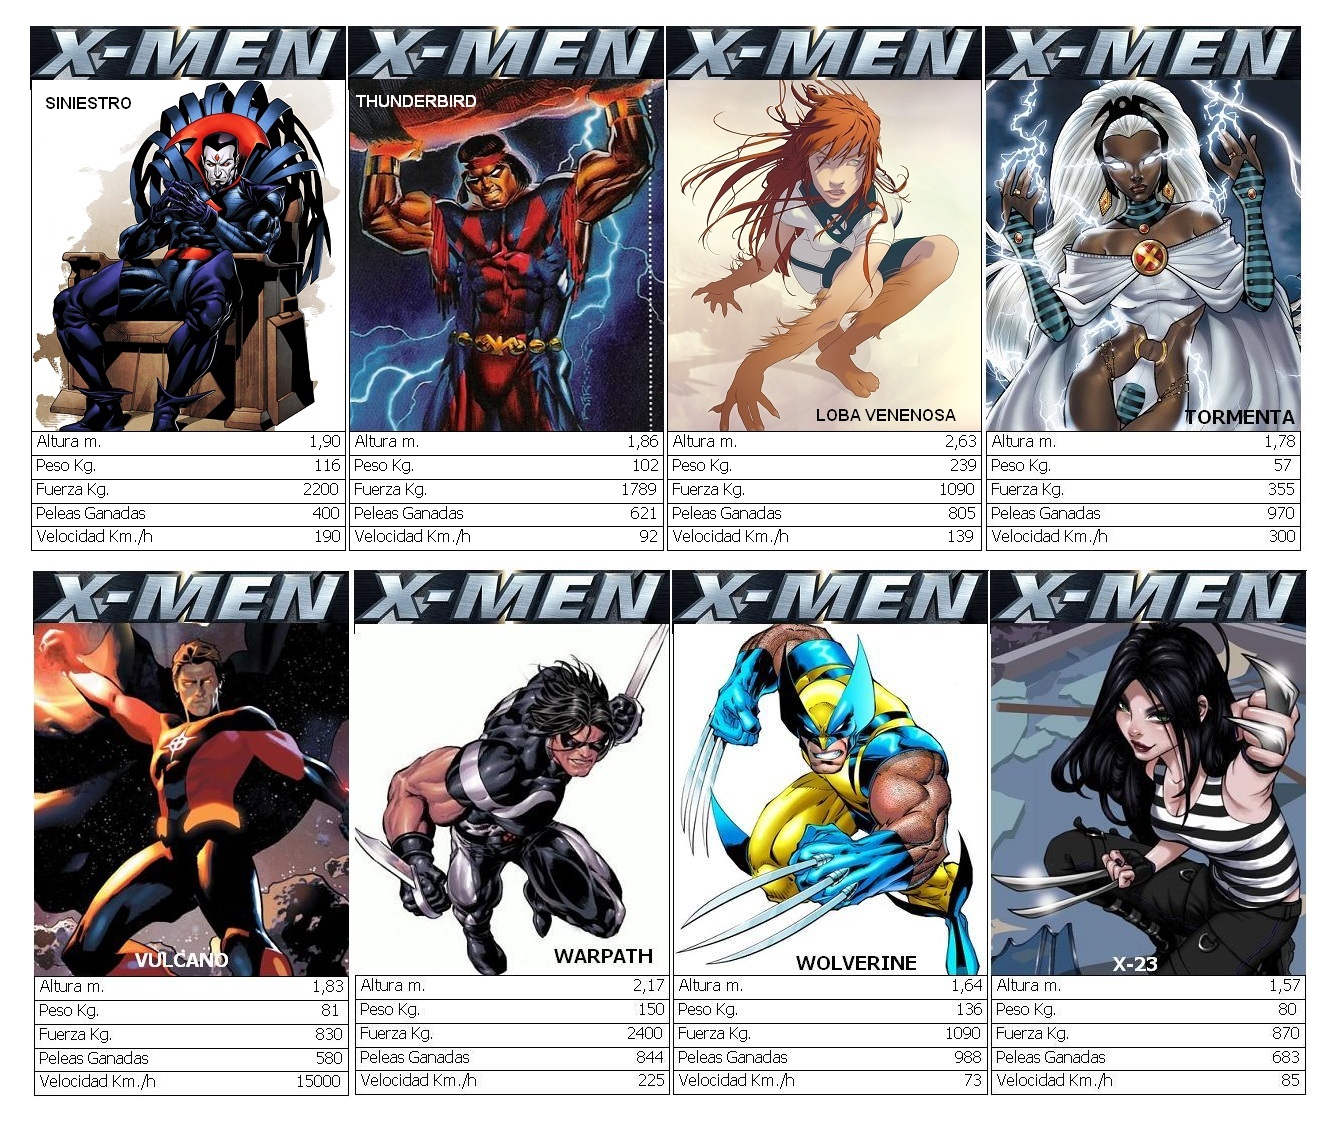 X-MEN
SINIESTRO
Altura m. 1,90
Peso Kg. 116
Fuerza Kg. 2200
Peleas Ganadas 400
Velocidad Km./h 190
X-MEN
THUNDERBIRD
Altura m. 1,86
Peso Kg. 102
Fuerza Kg. 1789
Peleas Ganadas 621
Velocidad Km./h 92
X-MEN
LOBA VENENOSA
Altura m. 2,63
Peso Kg. 239
Fuerza Kg. 1090
Peleas Ganadas 805
Velocidad Km./h 139
X-MEN
TORMENTA
Altura m. 1,78
Peso Kg. 57
Fuerza Kg. 355
Peleas Ganadas 970
Velocidad Km./h 300
X-MEN
VULCANO
Altura m. 1,83
Peso Kg. 81
Fuerza Kg. 830
Peleas Ganadas 580
Velocidad Km./h 15000
X-MEN
WARPATH
Altura m. 2,17
Peso Kg. 150
Fuerza Kg. 2400
Peleas Ganadas 844
Velocidad Km./h 225
X-MEN
WOLVERINE
Altura m. 1,64
Peso Kg. 136
Fuerza Kg. 1090
Peleas Ganadas 988
Velocidad Km./h 73
X-MEN
X-23
Altura m. 1,57
Peso Kg. 80
Fuerza Kg. 870
Peleas Ganadas 683
Velocidad Km./h 85